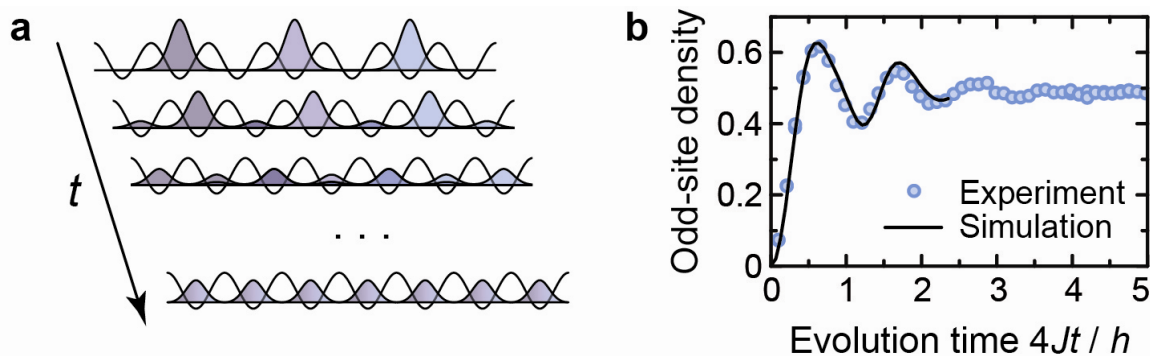 a
t
. . .
b
Odd-site density
0.6
0.4
0.2
0
0 1 2 3 4 5
Experiment
Simulation
Evolution time 4Jt / h